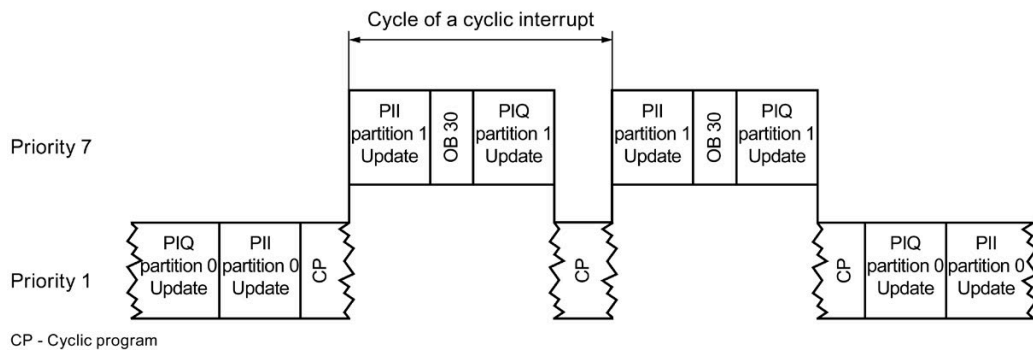 Cycle of a cyclic interrupt
Priority 7
PII
partition 1
Update
OB 30
PIQ
partition 1
Update
PII
partition 1
Update
OB 30
PIQ
partition 1
Update
Priority 1
PIQ
partition 0
Update
PII
partition 0
Update
CP
CP
CP
PIQ
partition 0
Update
PII
partition 0
Update
CP - Cyclic program